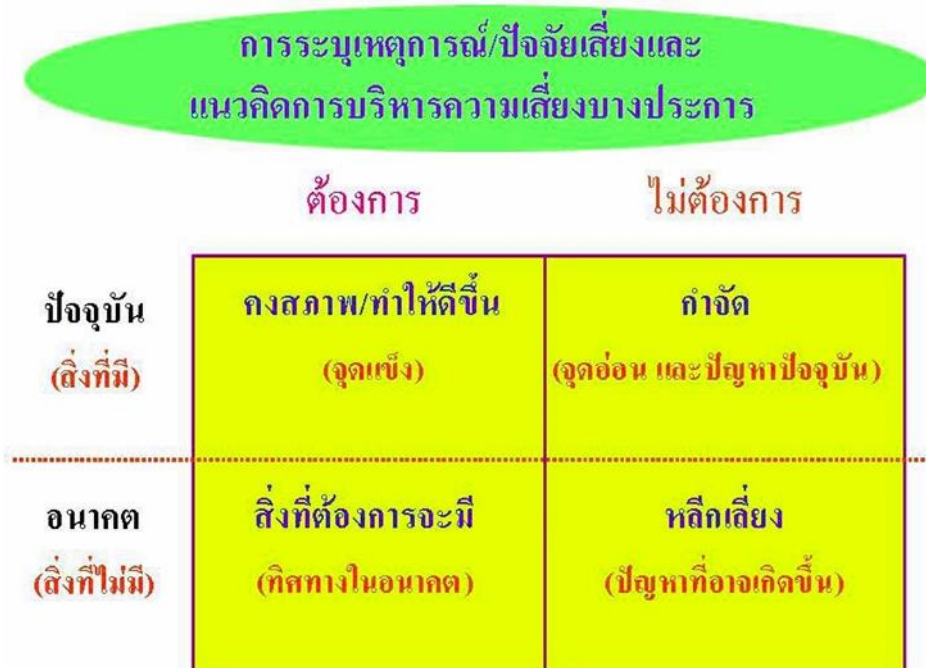 การระบุเหตุการณ์/ปัจจัยเสี่ยงและ
แนวคิดการบริหารความเสี่ยงบางประการ
ต้องการ ไม่ต้องการ
ปัจจุบัน คงสภาพ/ทำให้ดีขึ้น กำจัด
(สิ่งที่มี) (จุดแข็ง) (จุดอ่อน และปัญหาปัจจุบัน)
อนาคต สิ่งที่ต้องการจะมี หลีกเลี่ยง
(สิ่งที่ไม่มี) (ทิศทางในอนาคต) (ปัญหาที่อาจเกิดขึ้น)